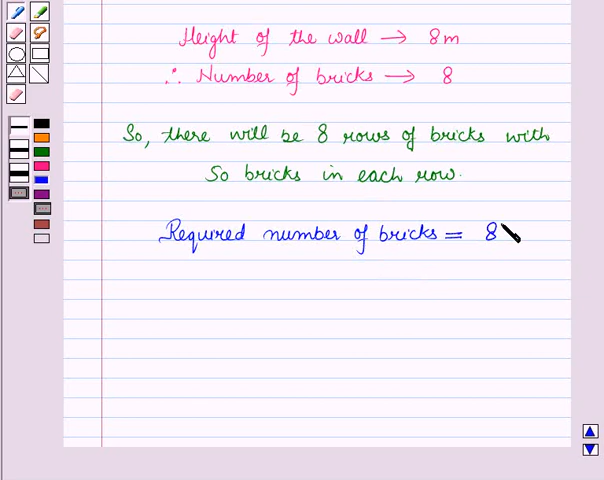 Height of the wall → 8m
∴ Number of bricks → 8
So, there will be 8 rows of bricks with
50 bricks in each row.
Required number of bricks = 8